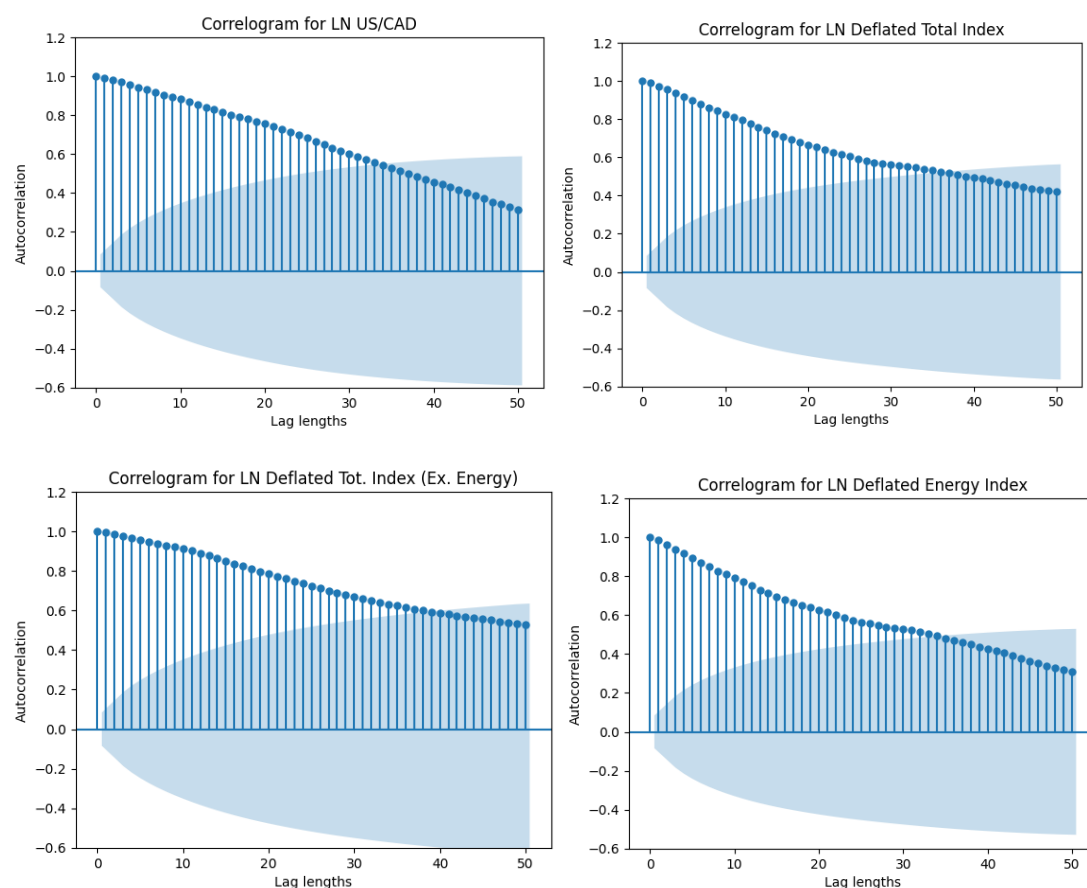 Correlogram for LN US/CAD
1.2
1.0
0.8
0.6
0.4
0.2
0.0
−0.2
−0.4
−0.6
Autocorrelation
0 10 20 30 40 50
Lag lengths
Correlogram for LN Deflated Total Index
1.2
1.0
0.8
0.6
0.4
0.2
0.0
−0.2
−0.4
−0.6
Autocorrelation
0 10 20 30 40 50
Lag lengths
Correlogram for LN Deflated Tot. Index (Ex. Energy)
1.2
1.0
0.8
0.6
0.4
0.2
0.0
−0.2
−0.4
−0.6
Autocorrelation
0 10 20 30 40 50
Lag lengths
Correlogram for LN Deflated Energy Index
1.2
1.0
0.8
0.6
0.4
0.2
0.0
−0.2
−0.4
−0.6
Autocorrelation
0 10 20 30 40 50
Lag lengths